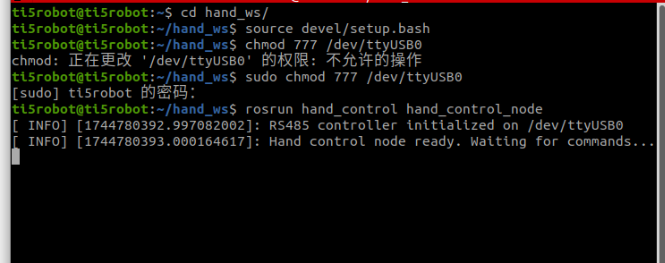 ti5robot@ti5robot:~$ cd hand_ws/
ti5robot@ti5robot:~/hand_ws$ source devel/setup.bash
ti5robot@ti5robot:~/hand_ws$ chmod 777 /dev/ttyUSB0
chmod: 正在更改 '/dev/ttyUSB0' 的权限: 不允许的操作
ti5robot@ti5robot:~/hand_ws$ sudo chmod 777 /dev/ttyUSB0
[sudo] ti5robot 的密码:
ti5robot@ti5robot:~/hand_ws$ rosrun hand_control hand_control_node
[ INFO] [1744780392.997082002]: RS485 controller initialized on /dev/ttyUSB0
[ INFO] [1744780393.000164617]: Hand control node ready. Waiting for commands...